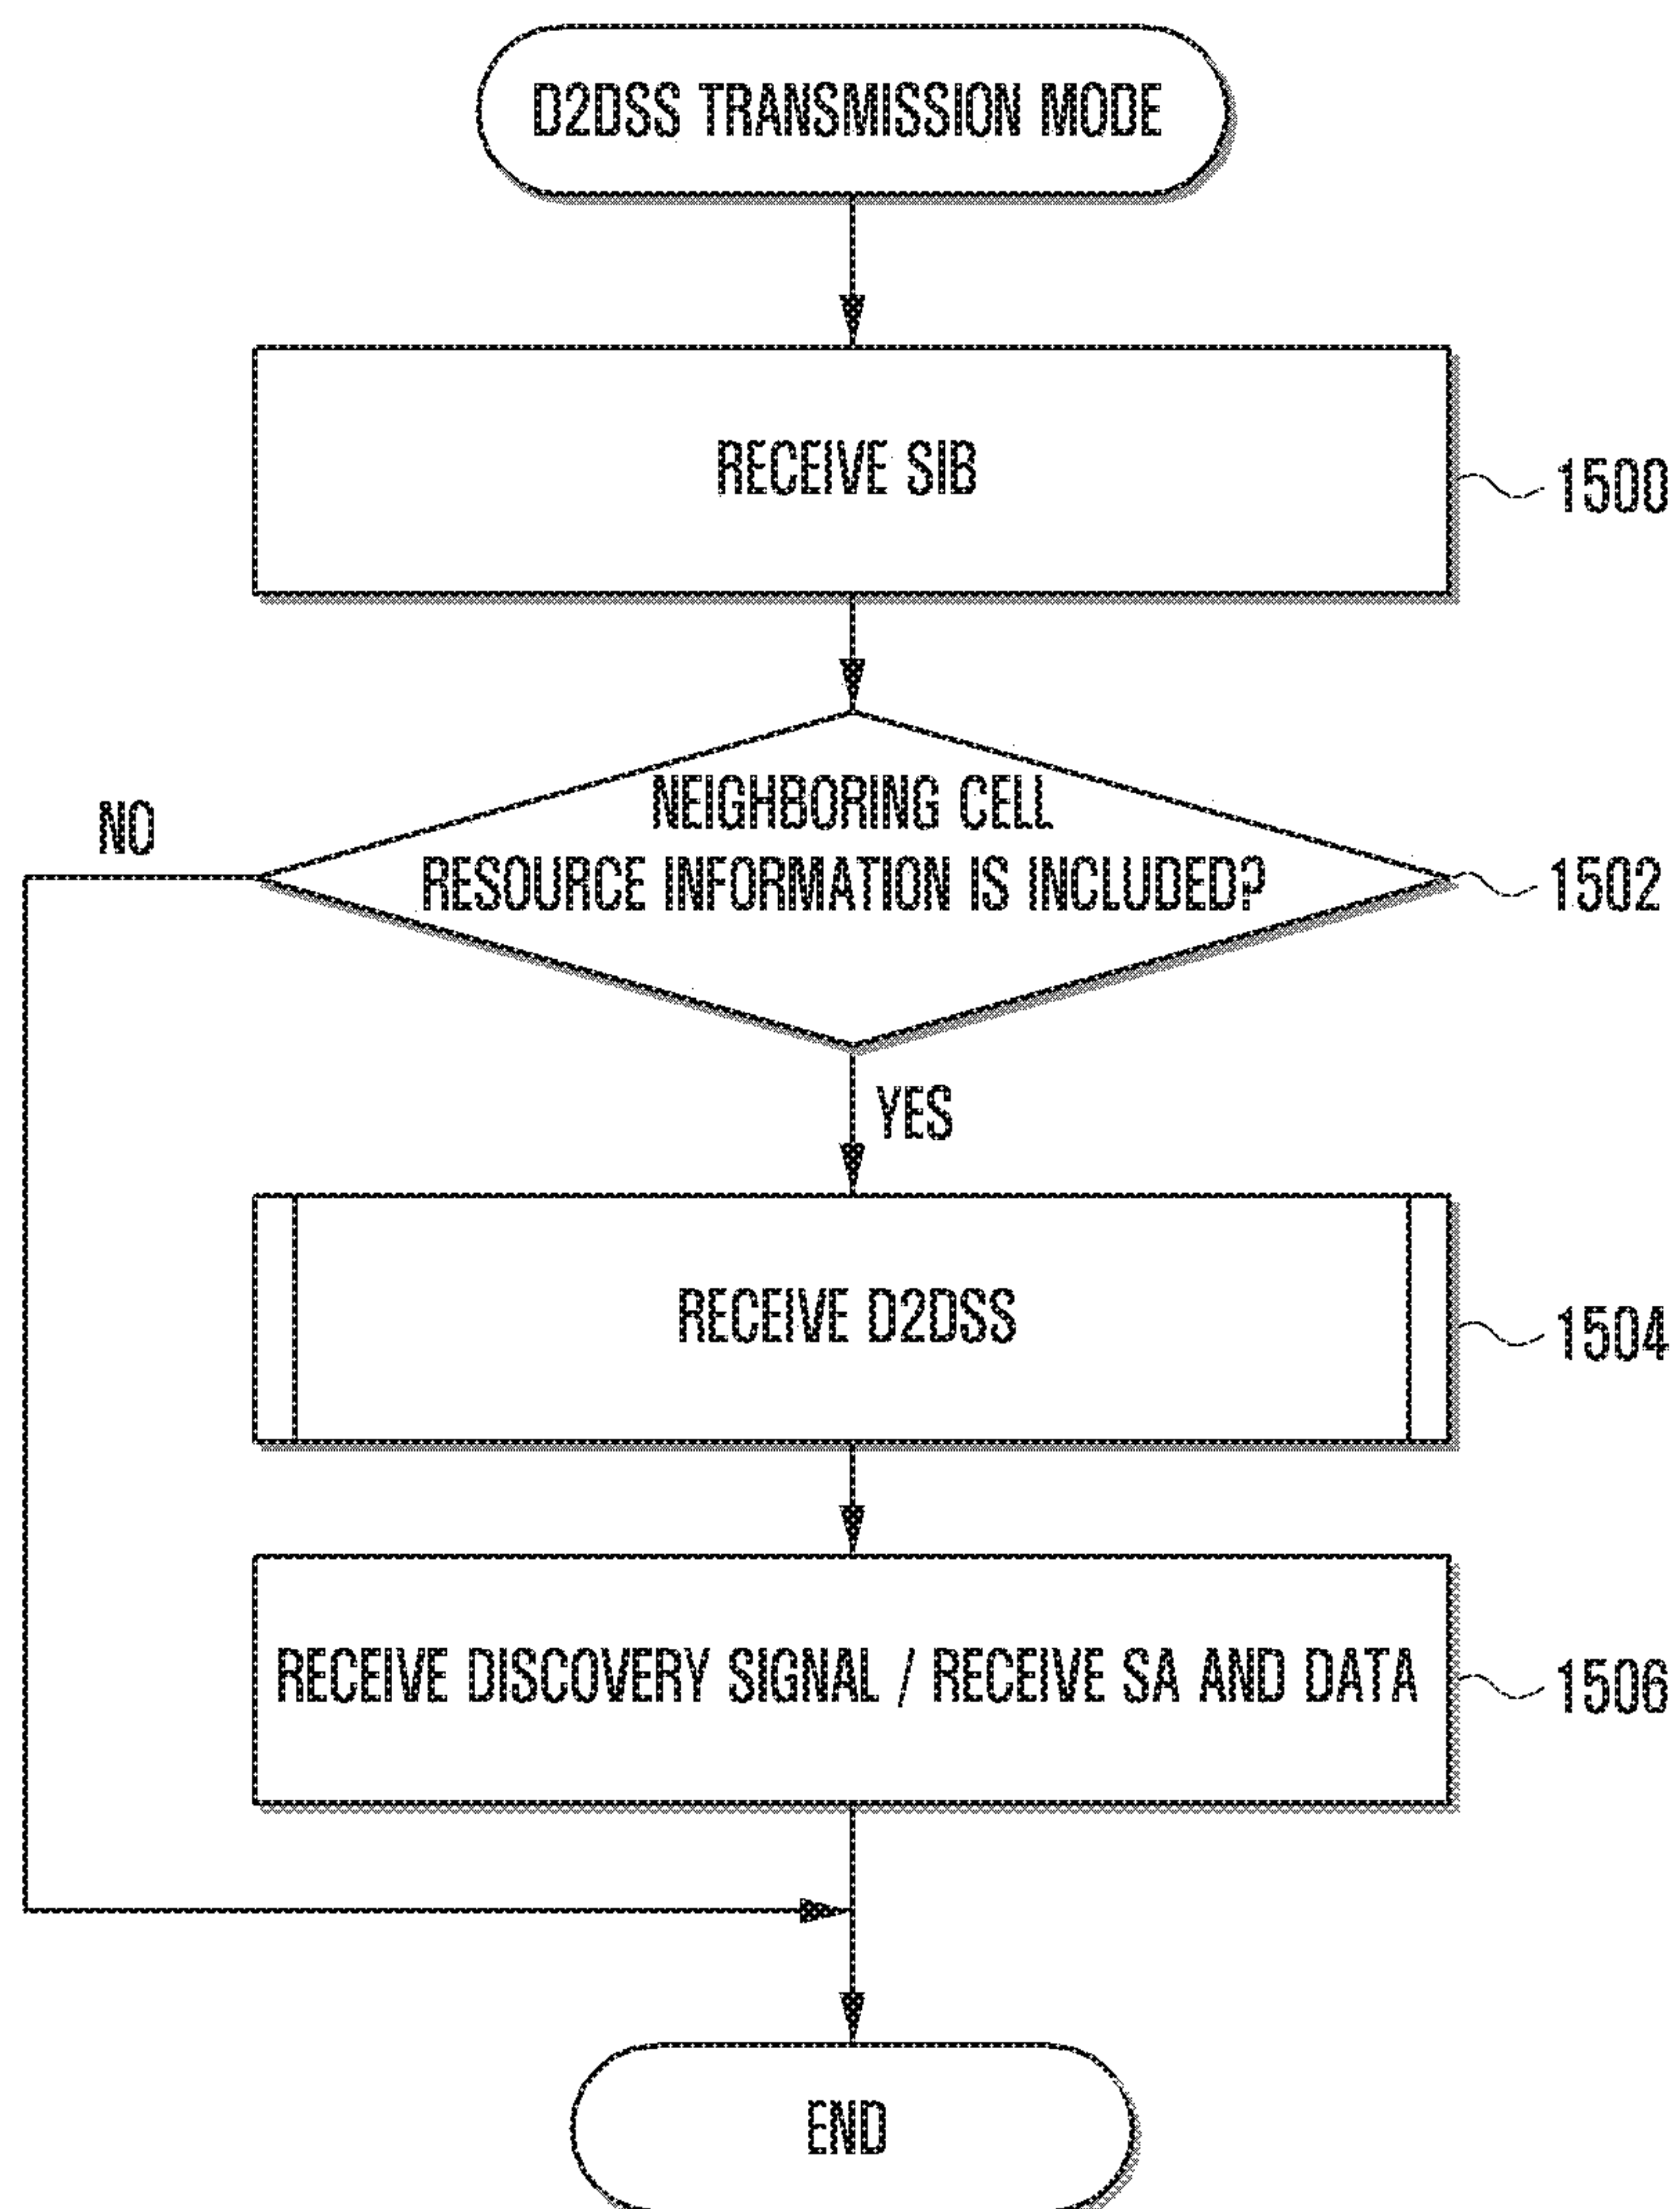 D2DSS TRANSMISSION MODE
RECEIVE SIB
1500
NEIGHBORING CELL
RESOURCE INFORMATION IS INCLUDED?
1502
NO
YES
RECEIVE D2DSS
1504
RECEIVE DISCOVERY SIGNAL / RECEIVE SA AND DATA
1506
END